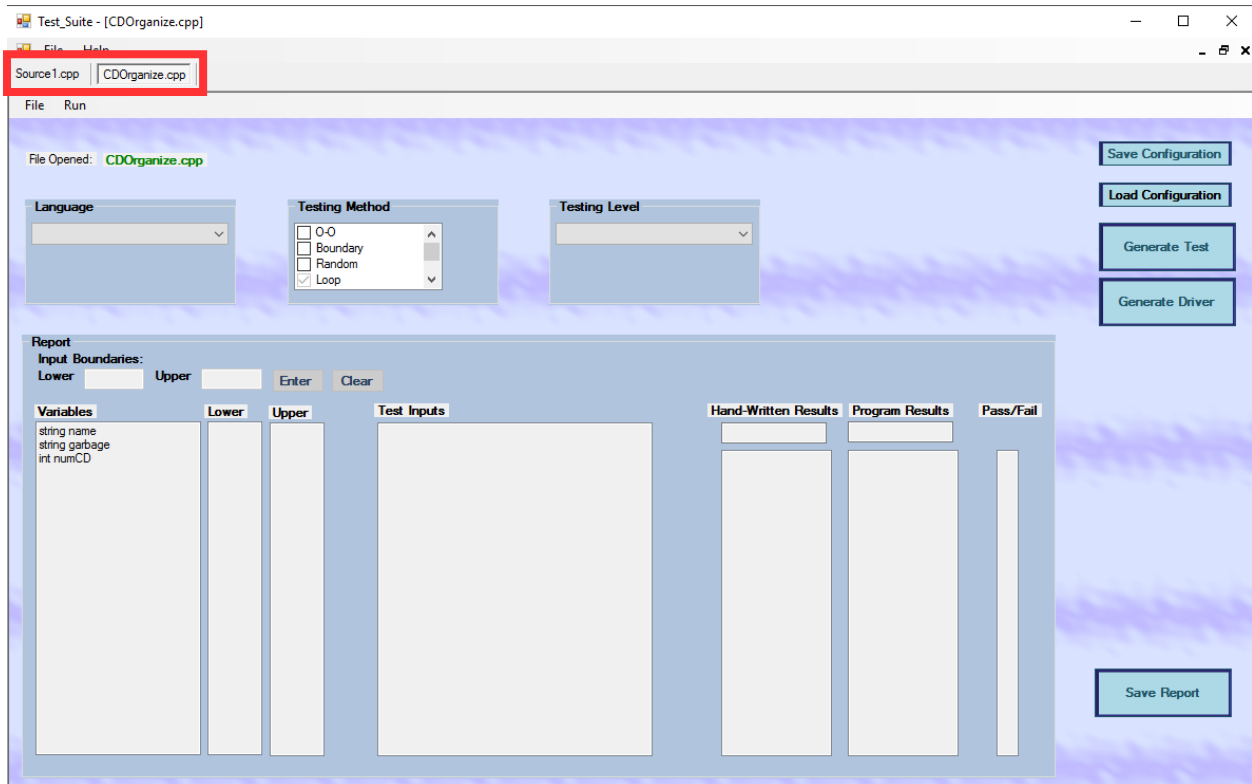 Test_Suite - [CDOrganize.cpp]
File Help
Source1.cpp CDOrganize.cpp
File Run
File Opened: CDOrganize.cpp
Save Configuration
Load Configuration
Language
Testing Method
Testing Level
O-O
Boundary
Random
Loop
Generate Test
Generate Driver
Report
Input Boundaries:
Lower Upper Enter Clear
Variables Lower Upper Test Inputs Hand-Written Results Program Results Pass/Fail
string name
string garbage
int numCD
Save Report